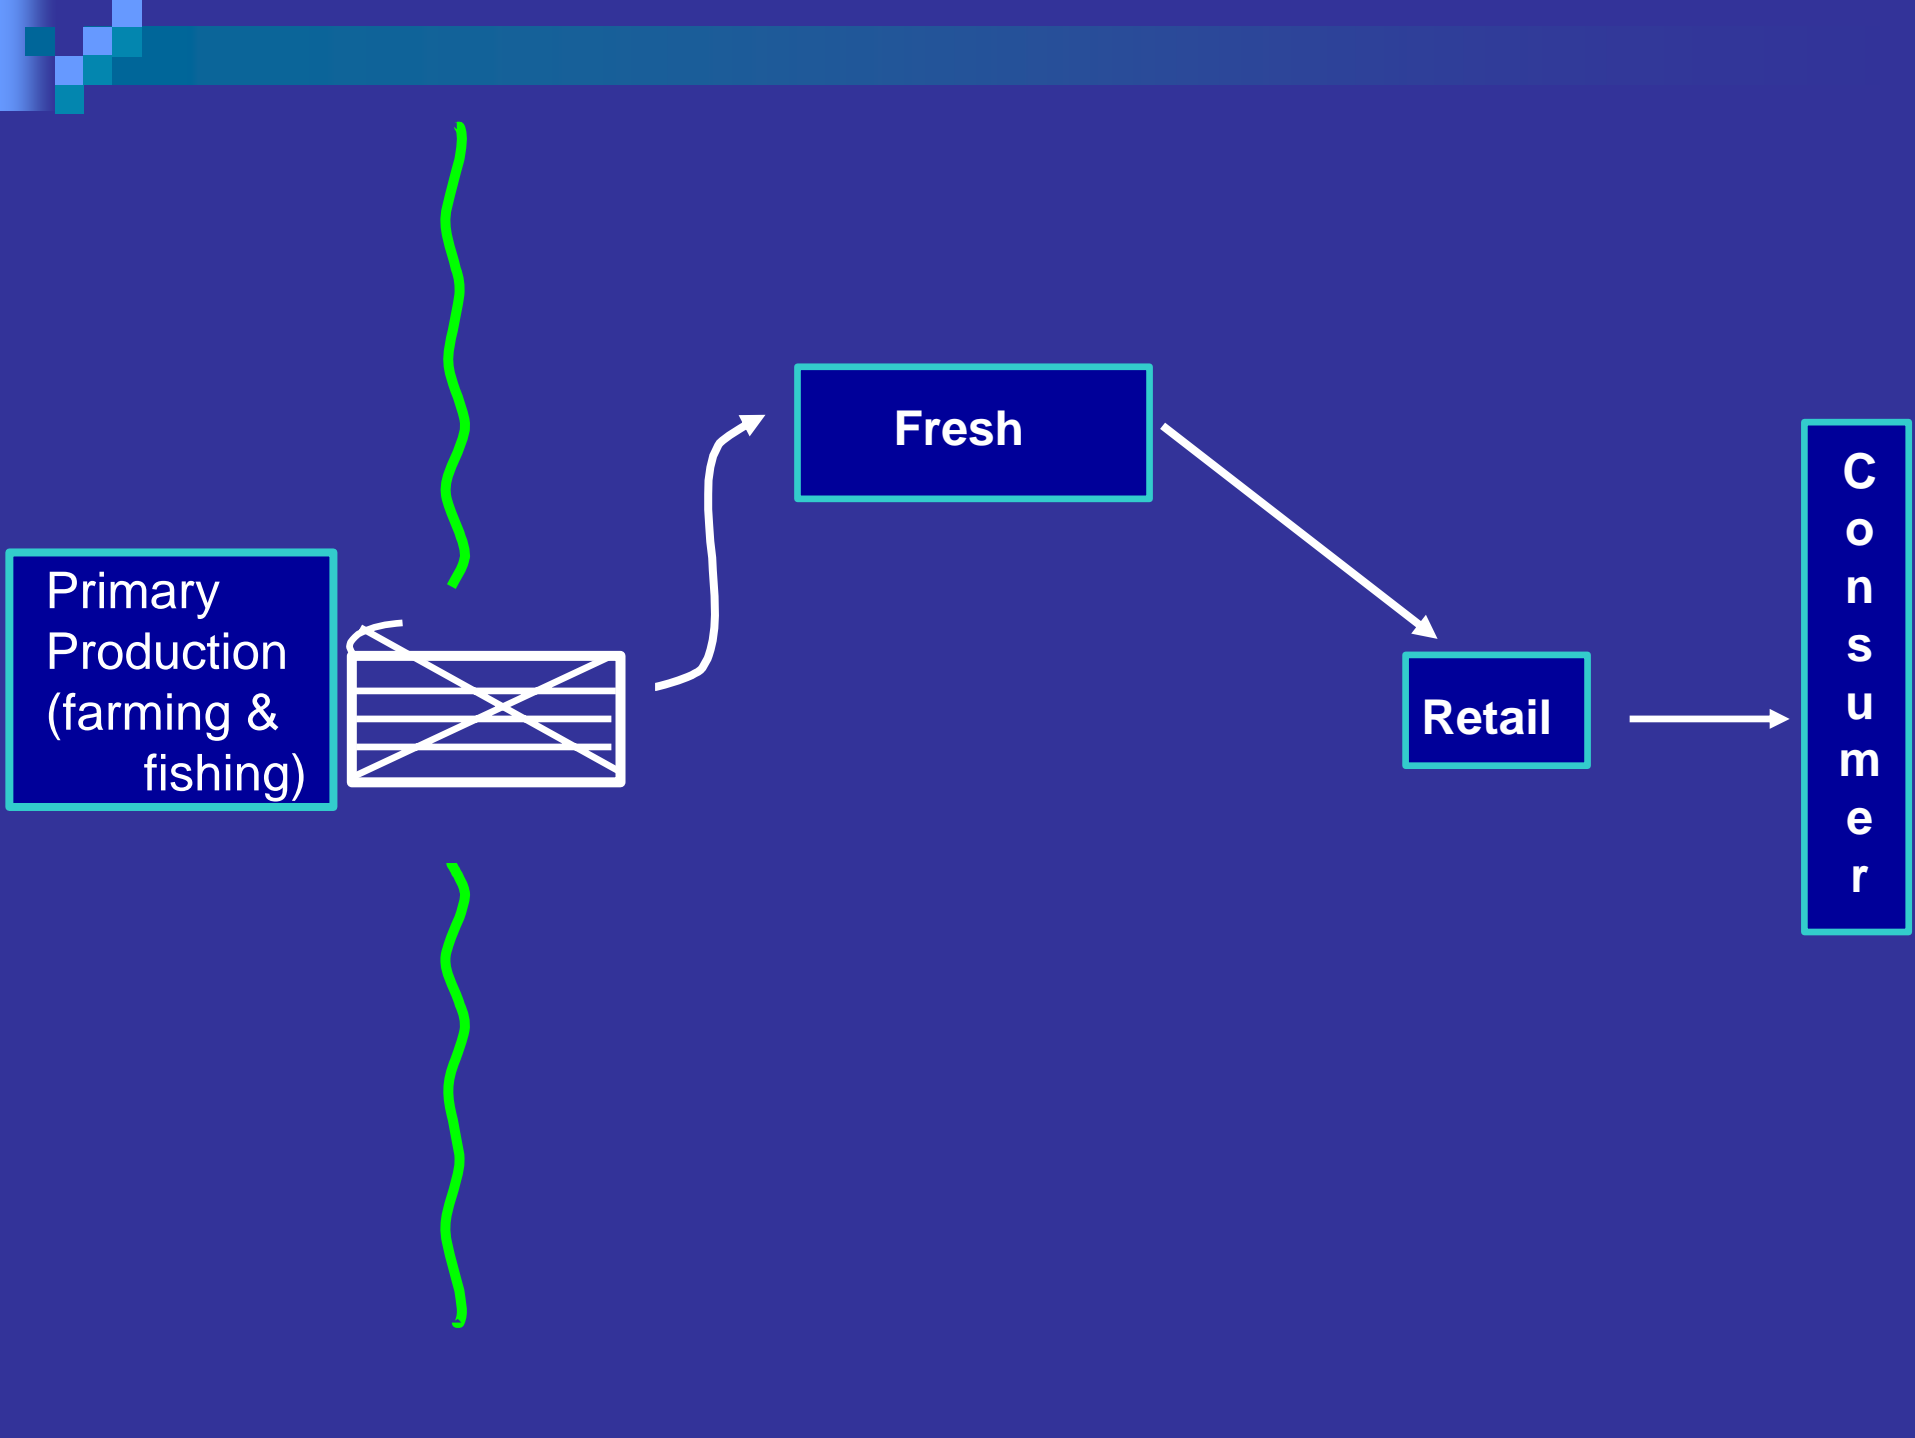 Primary
Production
(farming &
fishing)
Fresh
Retail
C
o
n
s
u
m
e
r